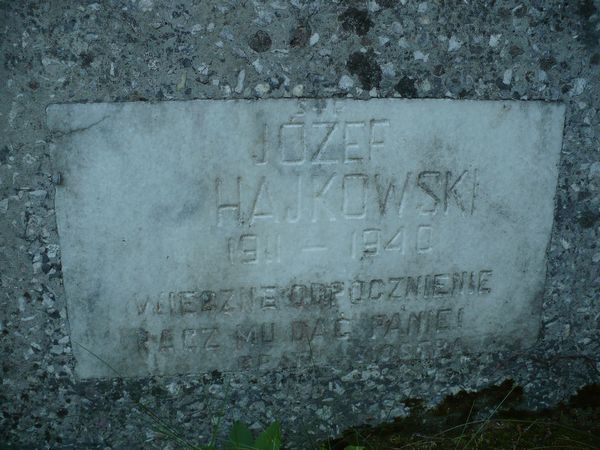 Ś†P
JÓZEF
HAJKOWSKI
1911 – 1940
WIECZNE ODPOCZNIENIE
RACZ MU DAĆ PANIE!